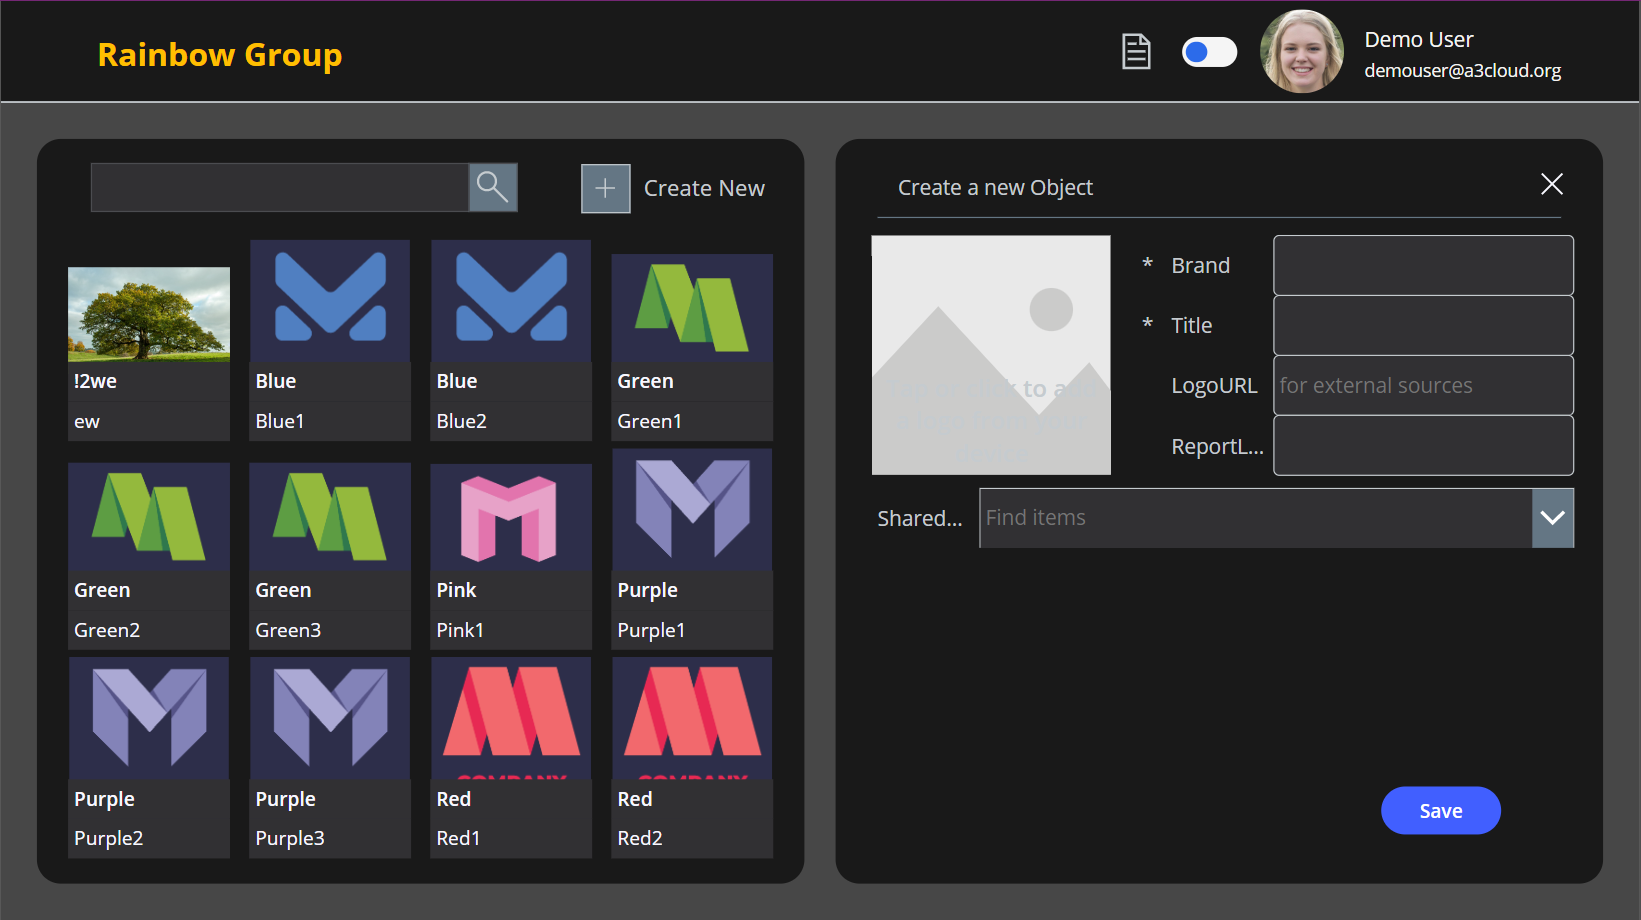 Rainbow Group
Demo User
demouser@a3cloud.org
Create New
!2we
ew
Blue
Blue1
Blue
Blue2
Green
Green1
Green
Green2
Green
Green3
Pink
Pink1
Purple
Purple1
Purple
Purple2
Purple
Purple3
COMPANY
Red
Red1
COMPANY
Red
Red2
Create a new Object
* Brand
* Title
LogoURL for external sources
ReportL...
Shared... Find items
Save